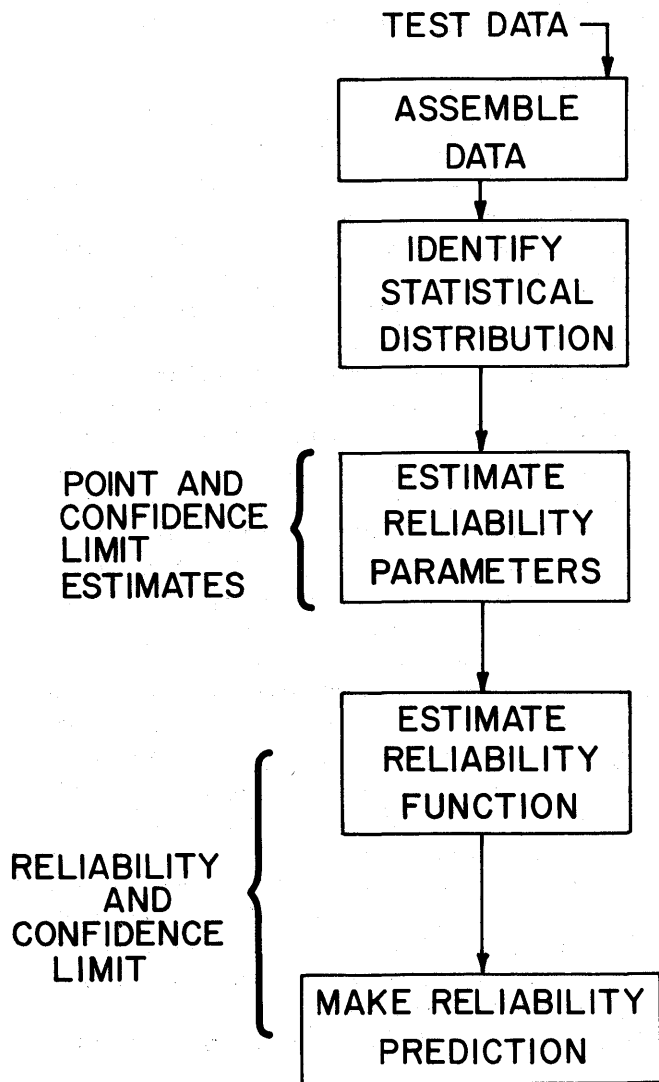 TEST DATA
ASSEMBLE
DATA
IDENTIFY
STATISTICAL
DISTRIBUTION
POINT AND
CONFIDENCE
LIMIT
ESTIMATES
ESTIMATE
RELIABILITY
PARAMETERS
ESTIMATE
RELIABILITY
FUNCTION
RELIABILITY
AND
CONFIDENCE
LIMIT
MAKE RELIABILITY
PREDICTION